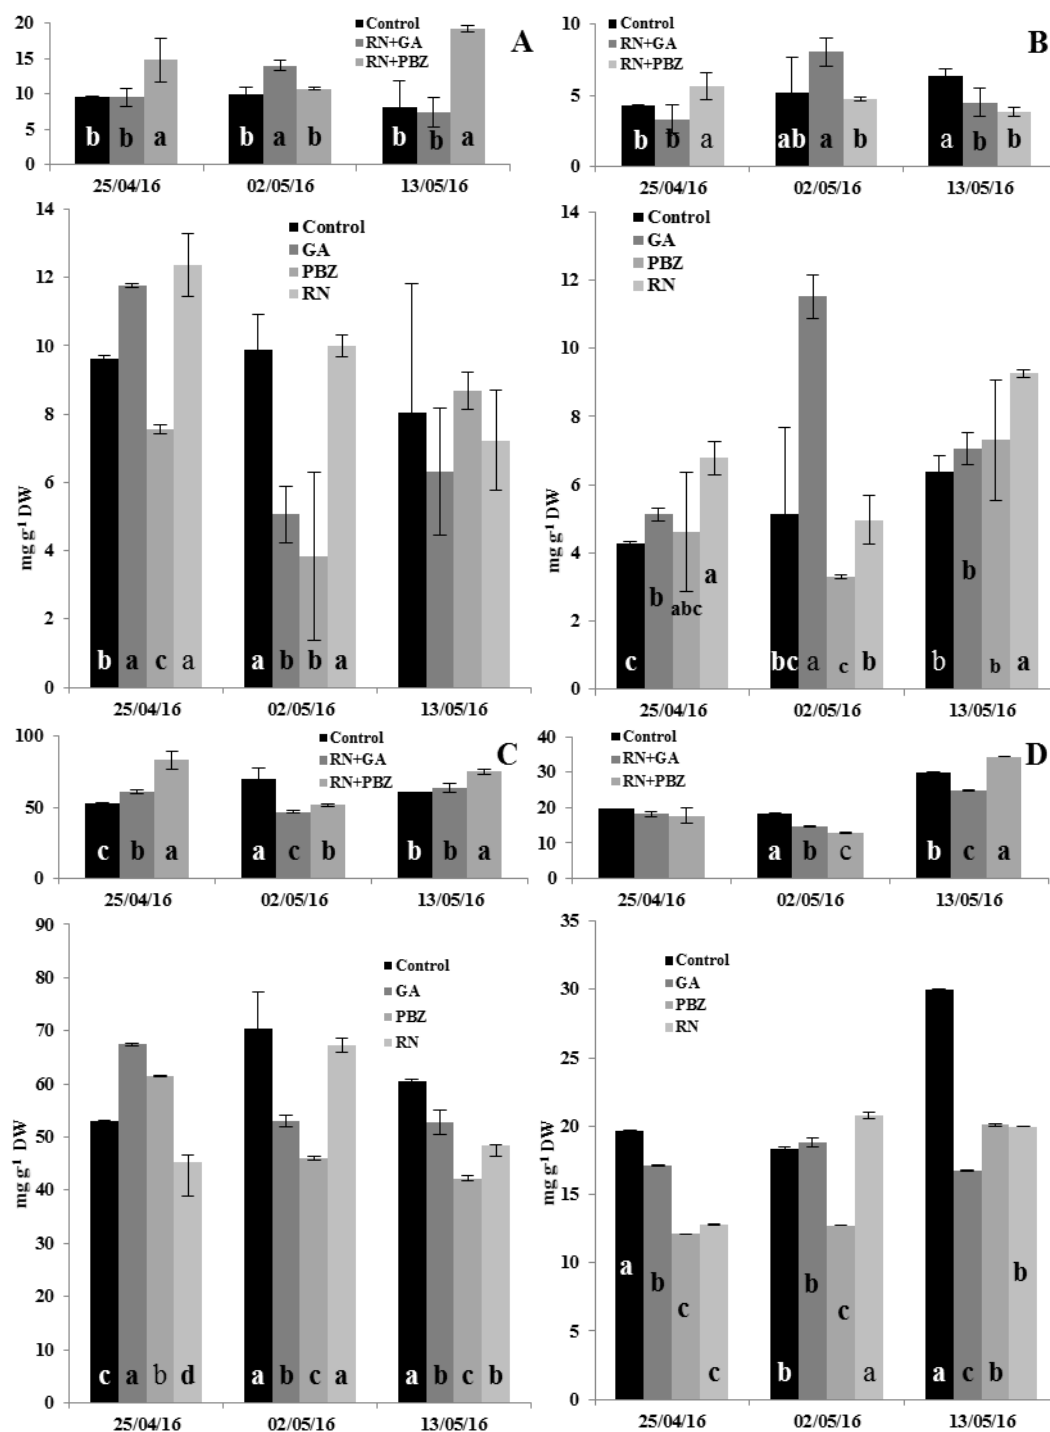 20
15
10
5
0
Control
RN+GA
RN+PBZ
A
b b a
b a b
b b a
25/04/16 02/05/16 13/05/16
10
5
0
Control
RN+GA
RN+PBZ
B
b b a
ab a b
a b b
25/04/16 02/05/16 13/05/16
mg g-1 DW
14
12
10
8
6
4
2
0
Control
GA
PBZ
RN
b a c a
a b b a
25/04/16 02/05/16 13/05/16
mg g-1 DW
14
12
10
8
6
4
2
0
Control
GA
PBZ
RN
c b abc a
bc a c b
b b b a
25/04/16 02/05/16 13/05/16
100
50
0
Control
RN+GA
RN+PBZ
C
c b a
a c b
b b a
25/04/16 02/05/16 13/05/16
40
30
20
10
0
Control
RN+GA
RN+PBZ
D
a b c
b c a
25/04/16 02/05/16 13/05/16
mg g-1 DW
90
80
70
60
50
40
30
20
10
0
Control
GA
PBZ
RN
c a b d
a b c a
a b c b
25/04/16 02/05/16 13/05/16
mg g-1 DW
35
30
25
20
15
10
5
0
Control
GA
PBZ
RN
a b c c
b b c a
a c b b
25/04/16 02/05/16 13/05/16